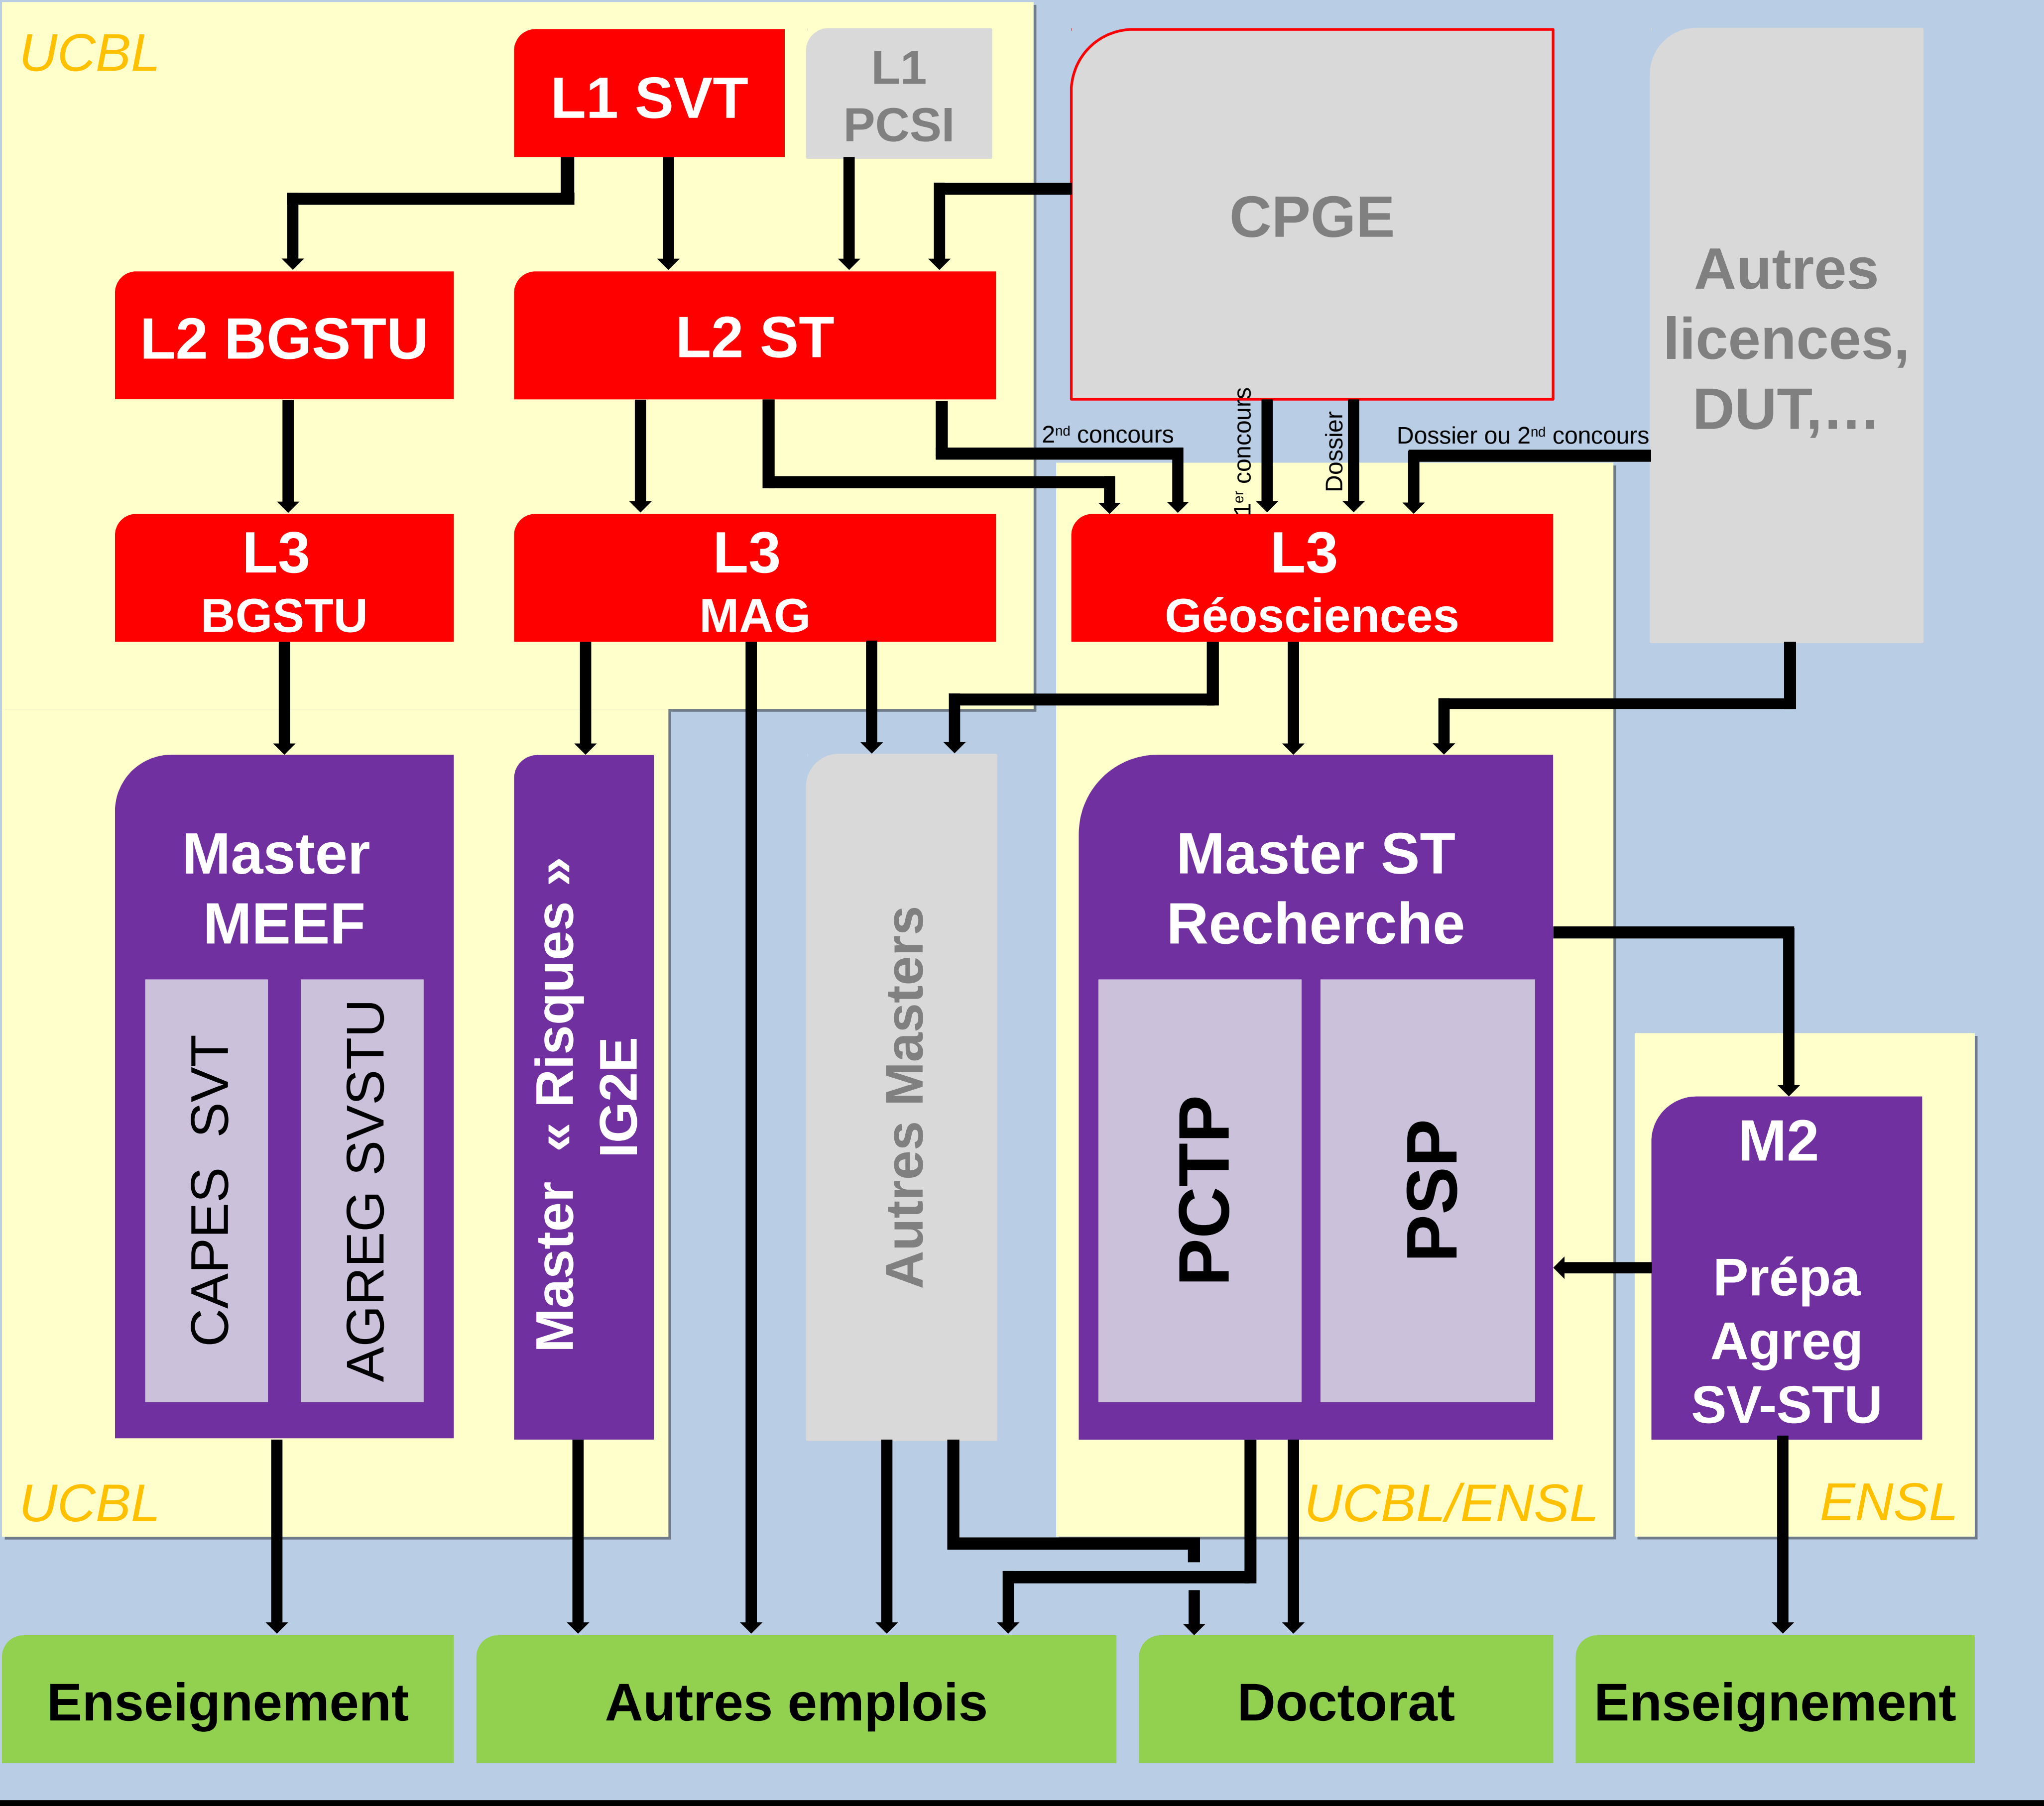 UCBL
L1 SVT
L1
PCSI
CPGE
Autres
licences,
DUT,...
L2 BGSTU
L2 ST
2nd concours
1er concours
Dossier
Dossier ou 2nd concours
L3
BGSTU
L3
MAG
L3
Géosciences
Master
MEEF
CAPES SVT
AGREG SVSTU
Master « Risques »
IG2E
Autres Masters
Master ST
Recherche
PCTP
PSP
M2
Prépa
Agreg
SV-STU
UCBL
UCBL/ENSL
ENSL
Enseignement
Autres emplois
Doctorat
Enseignement